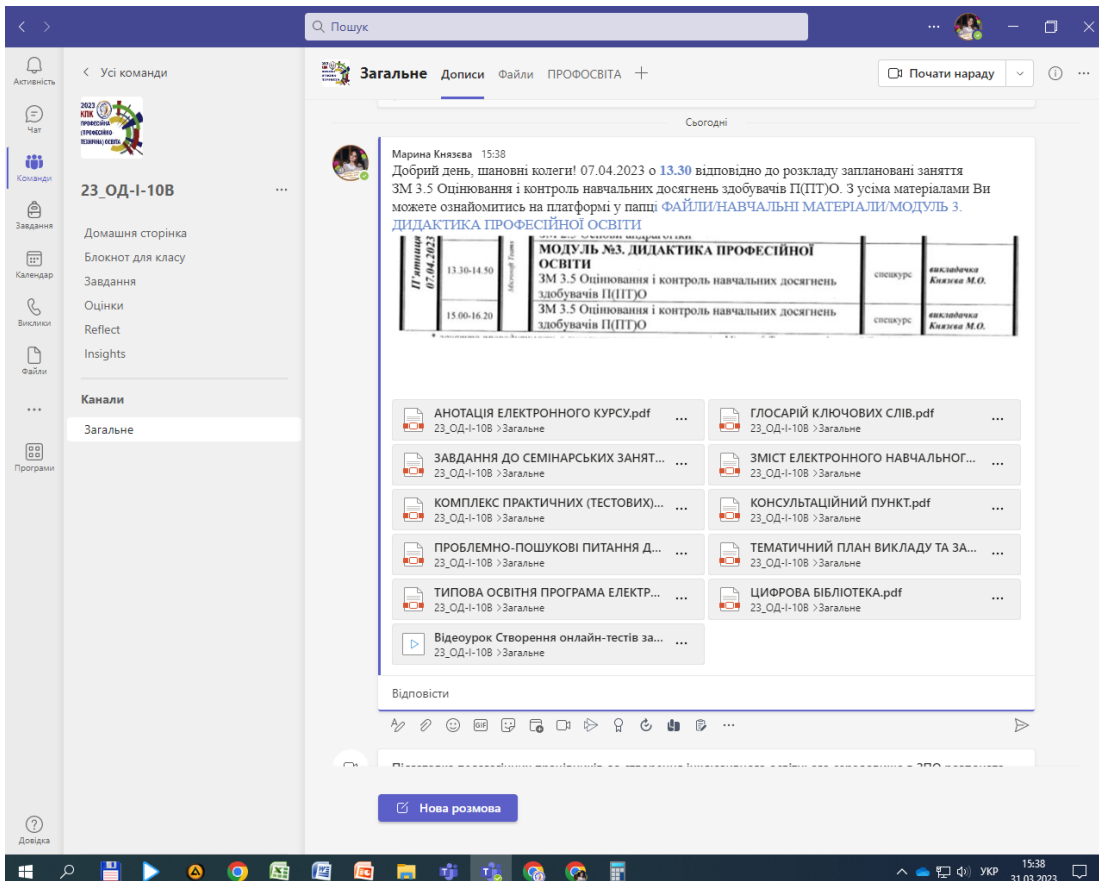 Пошук
Активність
Чат
Команди
Завдання
Календар
Виклики
Файли
Програми
Довідка
Усі команди
2023
КПК
23_ОД-І-10В
Домашня сторінка
Блокнот для класу
Завдання
Оцінки
Reflect
Insights
Канали
Загальне
Загальне Дописи Файли ПРОФОСВІТА
Почати нараду
Сьогодні
Марина Князєва 15:38
Добрий день, шановні колеги! 07.04.2023 о 13.30 відповідно до розкладу заплановані заняття
ЗМ 3.5 Оцінювання і контроль навчальних досягнень здобувачів П(ПТ)О. З усіма матеріалами Ви
можете ознайомитись на платформі у папці ФАЙЛИ/НАВЧАЛЬНІ МАТЕРІАЛИ/МОДУЛЬ 3.
ДИДАКТИКА ПРОФЕСІЙНОЇ ОСВІТИ
П'ятниця
07.04.2023
Microsoft Teams
13.30-14.50
МОДУЛЬ №3. ДИДАКТИКА ПРОФЕСІЙНОЇ
ОСВІТИ
ЗМ 3.5 Оцінювання і контроль навчальних досягнень
здобувачів П(ПТ)О
спецкурс
викладачка
Князєва М.О.
15.00-16.20
ЗМ 3.5 Оцінювання і контроль навчальних досягнень
здобувачів П(ПТ)О
спецкурс
викладачка
Князєва М.О.
АНОТАЦІЯ ЕЛЕКТРОННОГО КУРСУ.pdf
23_ОД-І-10В >Загальне
ГЛОСАРІЙ КЛЮЧОВИХ СЛІВ.pdf
23_ОД-І-10В >Загальне
ЗАВДАННЯ ДО СЕМІНАРСЬКИХ ЗАНЯТ...
23_ОД-І-10В >Загальне
ЗМІСТ ЕЛЕКТРОННОГО НАВЧАЛЬНОГ...
23_ОД-І-10В >Загальне
КОМПЛЕКС ПРАКТИЧНИХ (ТЕСТОВИХ)...
23_ОД-І-10В >Загальне
КОНСУЛЬТАЦІЙНИЙ ПУНКТ.pdf
23_ОД-І-10В >Загальне
ПРОБЛЕМНО-ПОШУКОВІ ПИТАННЯ Д...
23_ОД-І-10В >Загальне
ТЕМАТИЧНИЙ ПЛАН ВИКЛАДУ ТА ЗА...
23_ОД-І-10В >Загальне
ТИПОВА ОСВІТНЯ ПРОГРАМА ЕЛЕКТР...
23_ОД-І-10В >Загальне
ЦИФРОВА БІБЛІОТЕКА.pdf
23_ОД-І-10В >Загальне
Відеоурок Створення онлайн-тестів за...
23_ОД-І-10В >Загальне
Відповісти
GIF
Нова розмова
УКР
15:38
31.03.2023